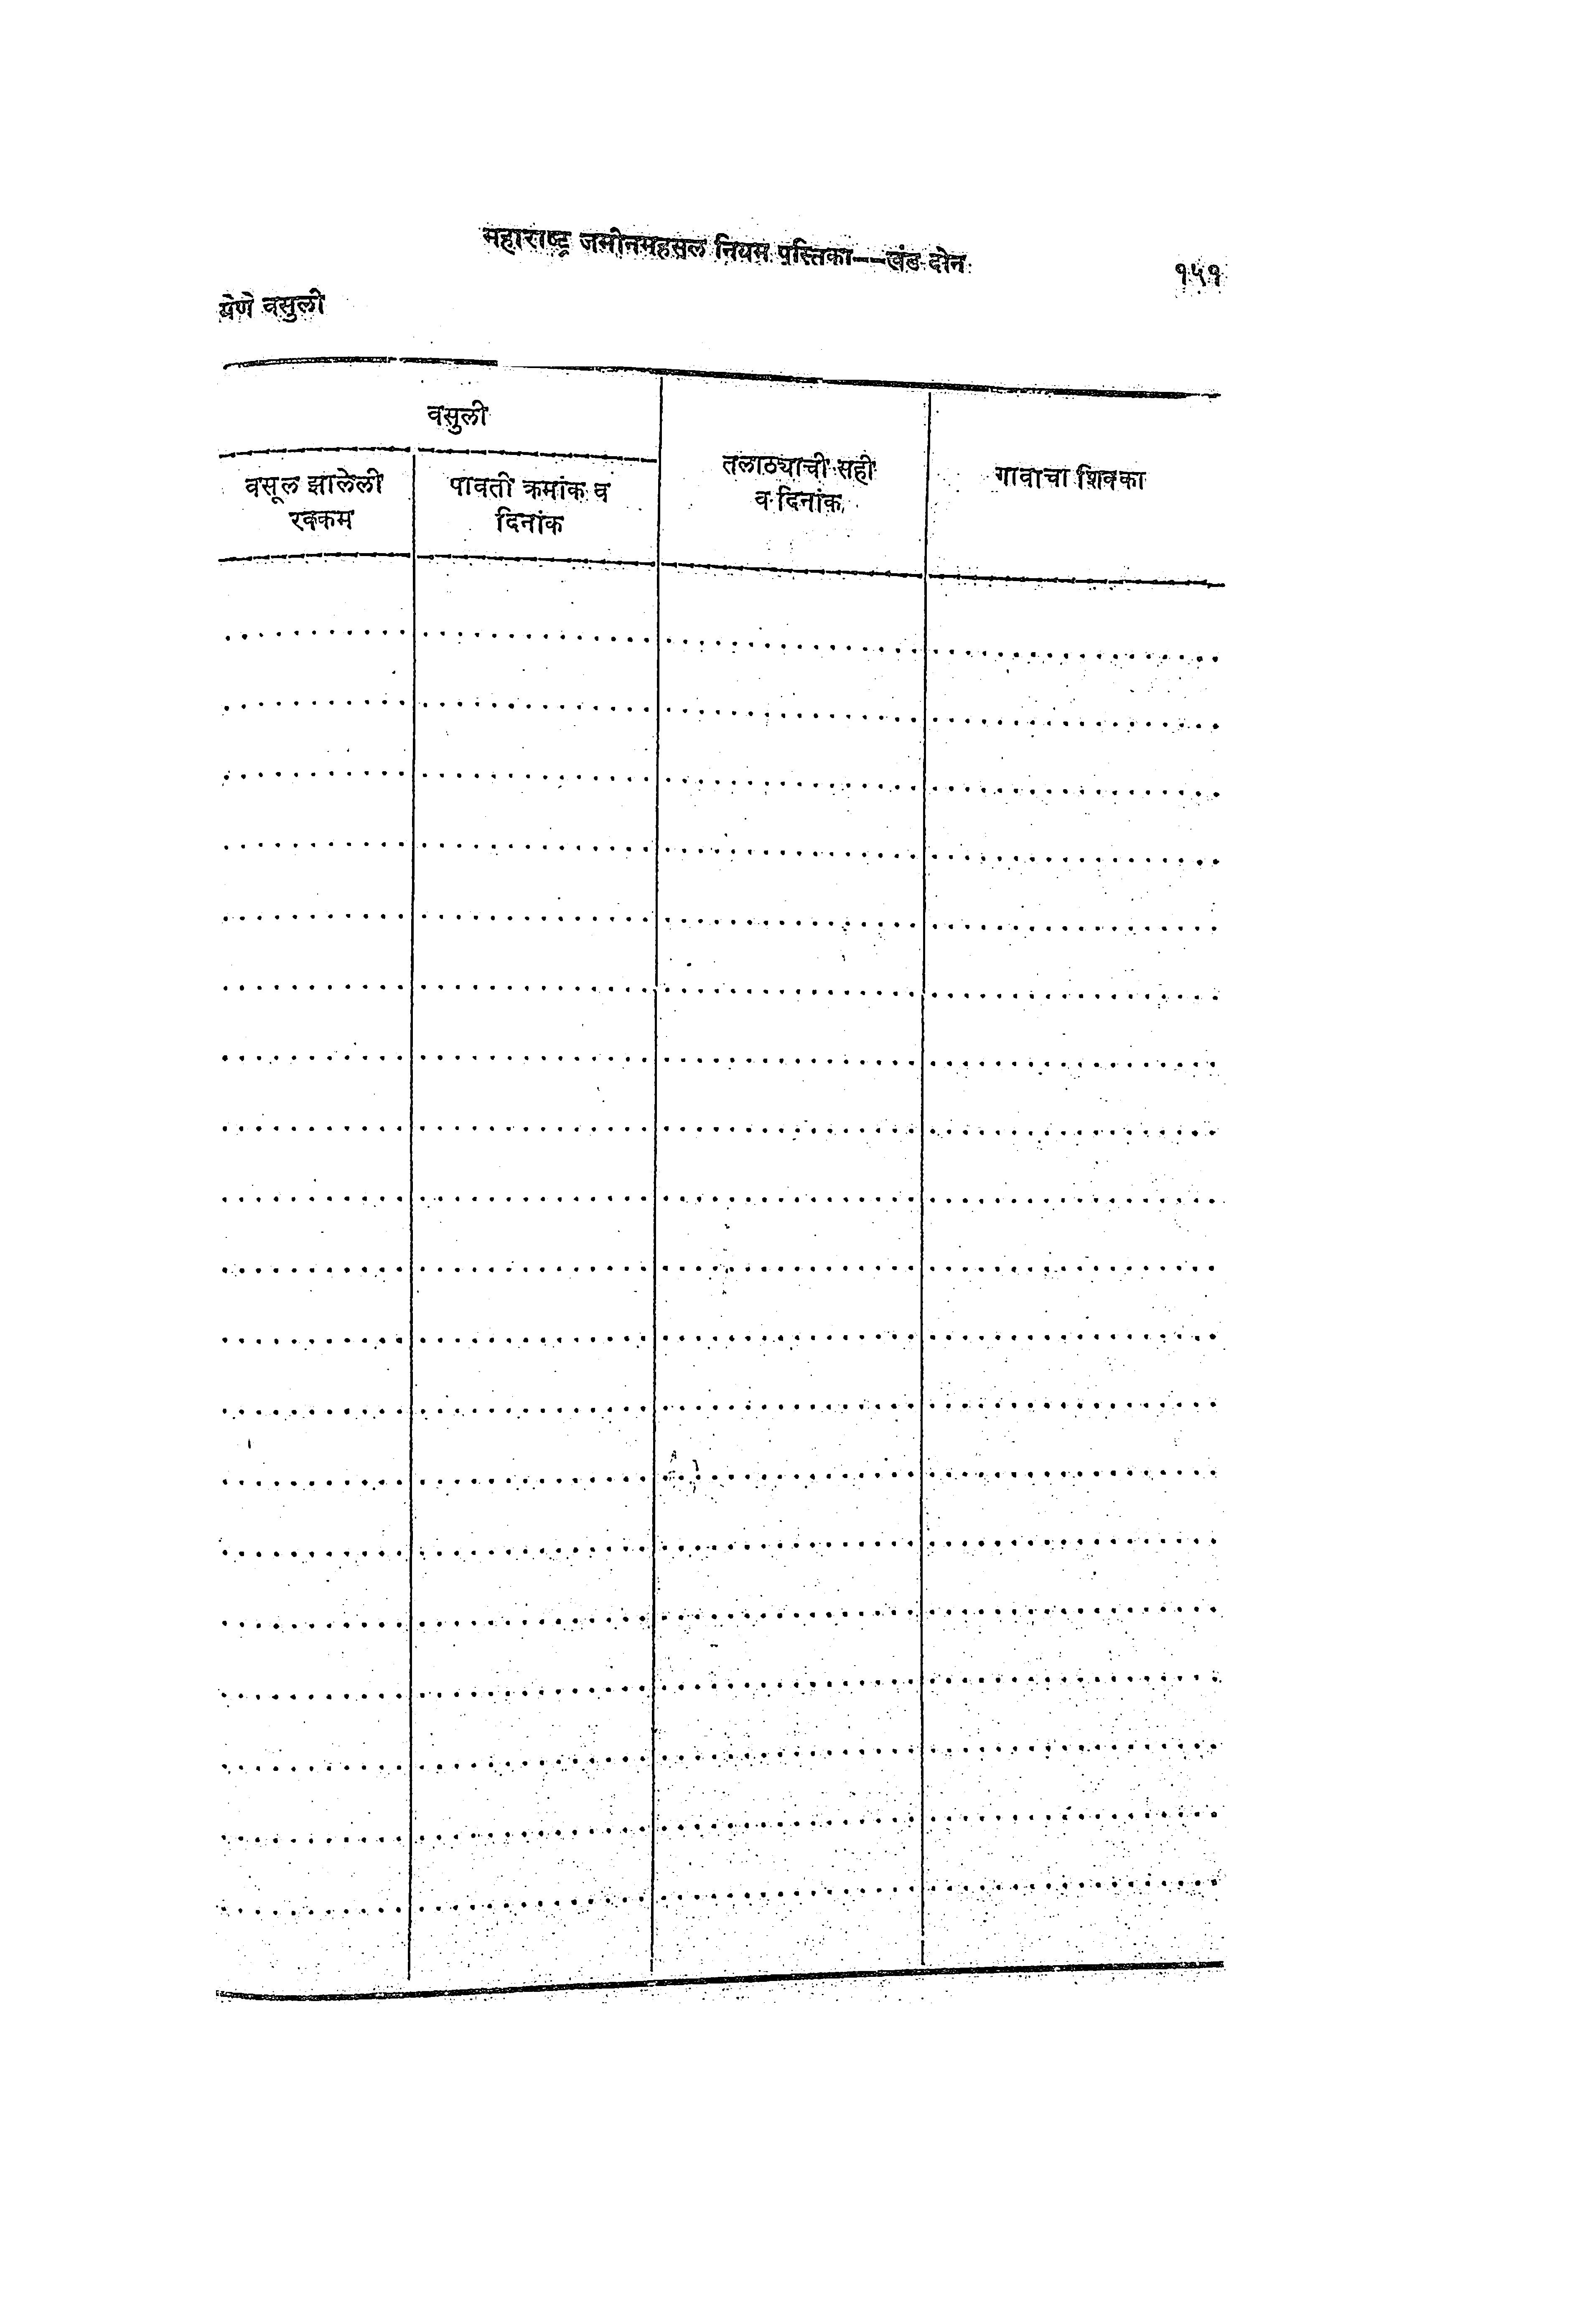 महाराष्ट्र जमीनमहसूल नियम पुस्तिका--खंड दोन
१५१
येणे वसुली
वसुली
वसूल झालेली
रक्कम
पावती क्रमांक व
दिनांक
तलाठ्याची सही
व दिनांक
गावाचा शिक्का